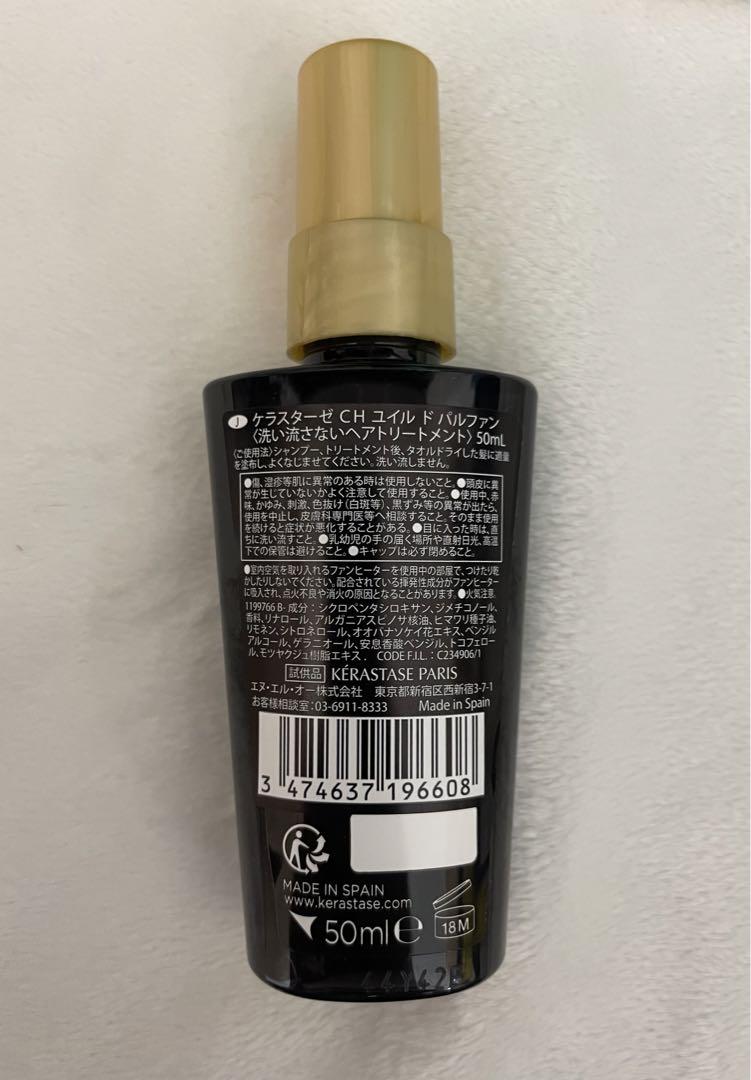 J ケラスターゼ CH ユイル ド パルファン
〈洗い流さないヘアトリートメント〉50mL
〈ご使用法〉シャンプー、トリートメント後、タオルドライした髪に適量
を塗布し、よくなじませてください。洗い流しません。
●傷、湿疹等肌に異常のある時は使用しないこと。●頭皮に異
常が生じていないかよく注意して使用すること。●使用中、赤
味、かゆみ、刺激、色抜け(白斑等)、黒ずみ等の異常が出たら、
使用を中止し、皮膚科専門医等へ相談すること。そのまま使用
を続けると症状が悪化することがある。●目に入った時は、直
ちに洗い流すこと。●乳幼児の手の届く場所や直射日光、高温
下での保管は避けること。●キャップは必ず閉めること。
●室内空気を取り入れるファンヒーターを使用中の部屋で、つけたり乾
かしたりしないでください。配合されている揮発性成分がファンヒーター
に吸入され、点火不良や消火の原因となることがあります。●火気注意。
1199766 B- 成分：シクロペンタシロキサン、ジメチコノール、
香料、リナロール、アルガニアスピノサ核油、ヒマワリ種子油、
リモネン、シトロネロール、オオバナソケイ花エキス、ベンジル
アルコール、ゲラニオール、安息香酸ベンジル、トコフェロー
ル、モツヤクジュ樹脂エキス． CODE F.I.L. : C234906/1
試供品 KÉRASTASE PARIS
エヌ・エル・オー株式会社 東京都新宿区西新宿3-7-1
お客様相談室：03-6911-8333 Made in Spain
3 474637 196608
MADE IN SPAIN
www.kerastase.com
50ml e
18M